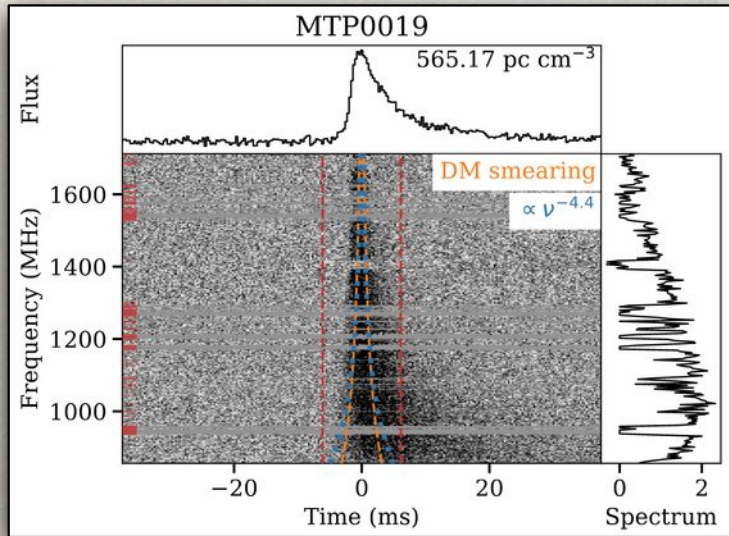 MTP0019
565.17 pc cm⁻³
Flux
DM smearing
∝ ν⁻⁴·⁴
1600
1400
1200
1000
Frequency (MHz)
−20
0
20
0
2
Time (ms)
Spectrum